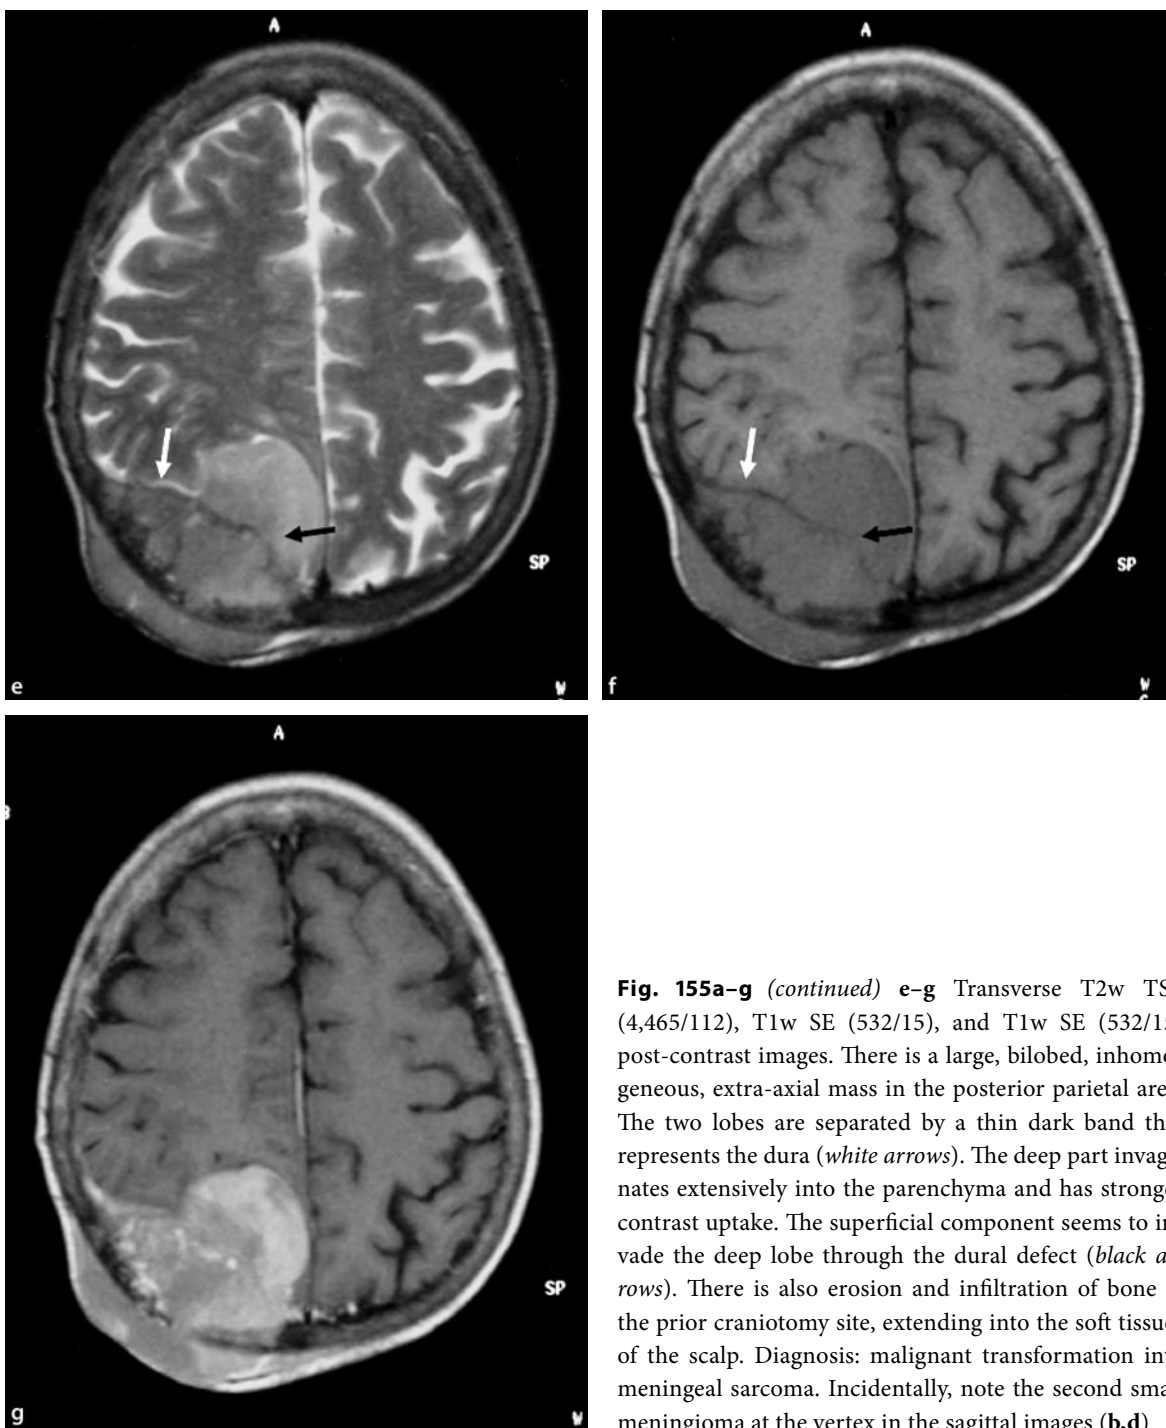 A
A
SP
SP
e
W
f
W
A
SP
g
W
Fig. 155a–g (continued) e–g Transverse T2w TS
(4,465/112), T1w SE (532/15), and T1w SE (532/15
post-contrast images. There is a large, bilobed, inhomo
geneous, extra-axial mass in the posterior parietal are
The two lobes are separated by a thin dark band th
represents the dura (white arrows). The deep part invag
nates extensively into the parenchyma and has stronge
contrast uptake. The superficial component seems to in
vade the deep lobe through the dural defect (black a
rows). There is also erosion and infiltration of bone
the prior craniotomy site, extending into the soft tissue
of the scalp. Diagnosis: malignant transformation int
meningeal sarcoma. Incidentally, note the second sma
meningioma at the vertex in the sagittal images (b,d)